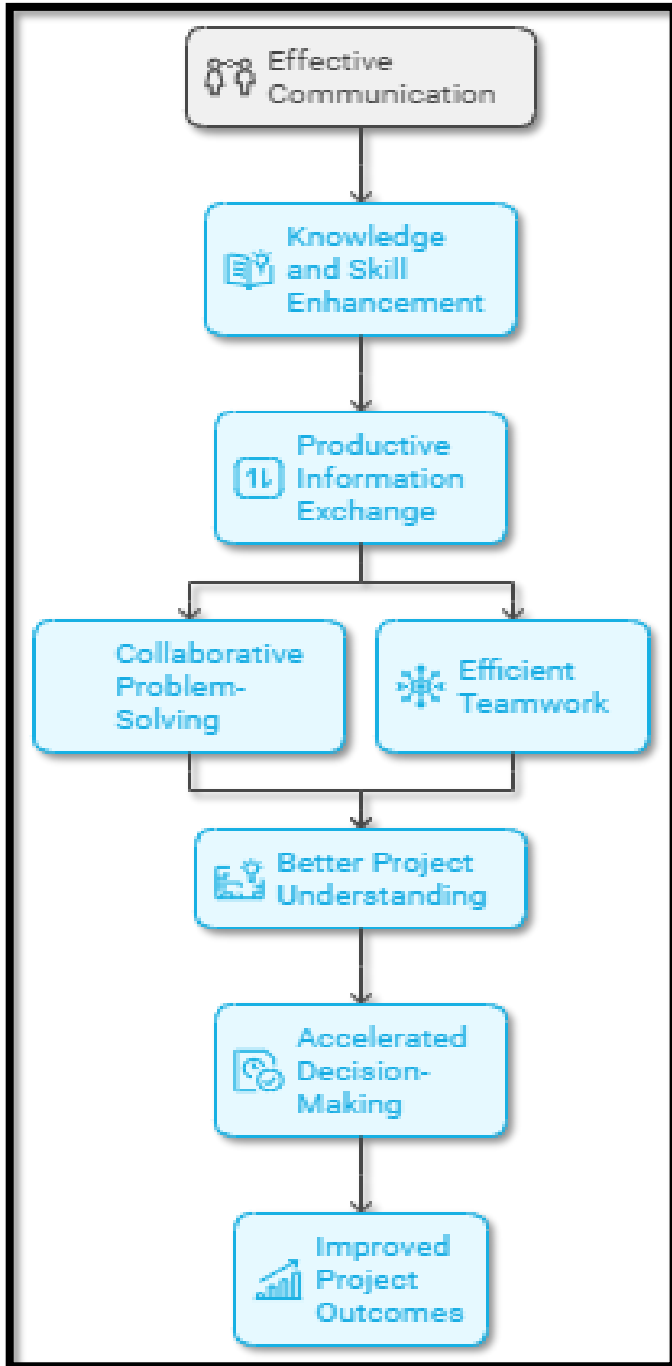 Effective
Communication
Knowledge
and Skill
Enhancement
Productive
Information
Exchange
Collaborative
Problem-
Solving
Efficient
Teamwork
Better Project
Understanding
Accelerated
Decision-
Making
Improved
Project
Outcomes